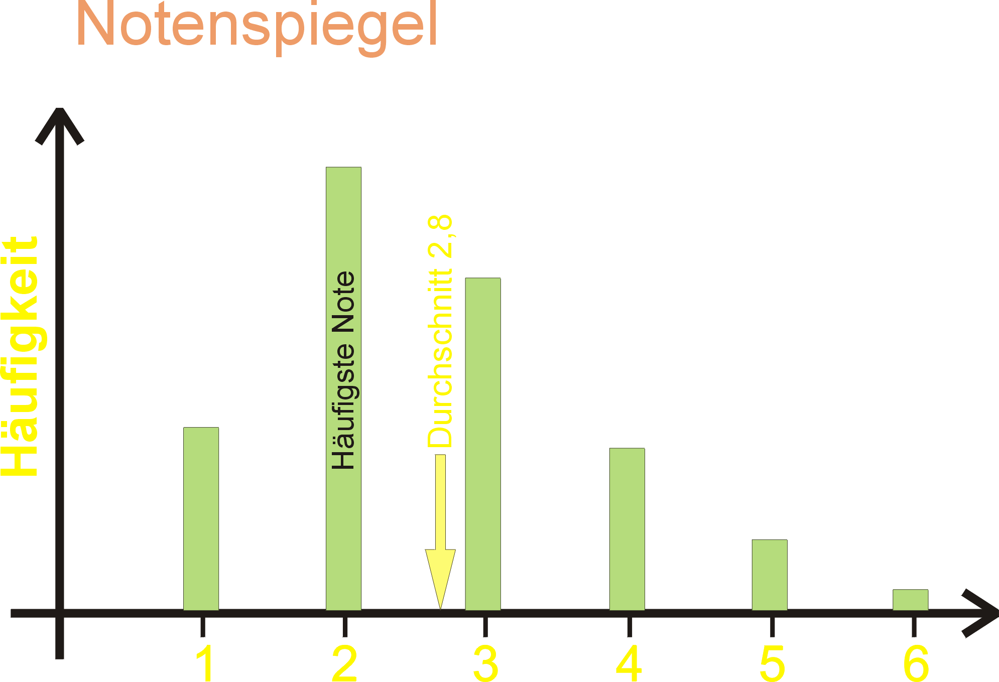 Notenspiegel
Häufigkeit
Häufigste Note
Durchschnitt 2,8
1 2 3 4 5 6